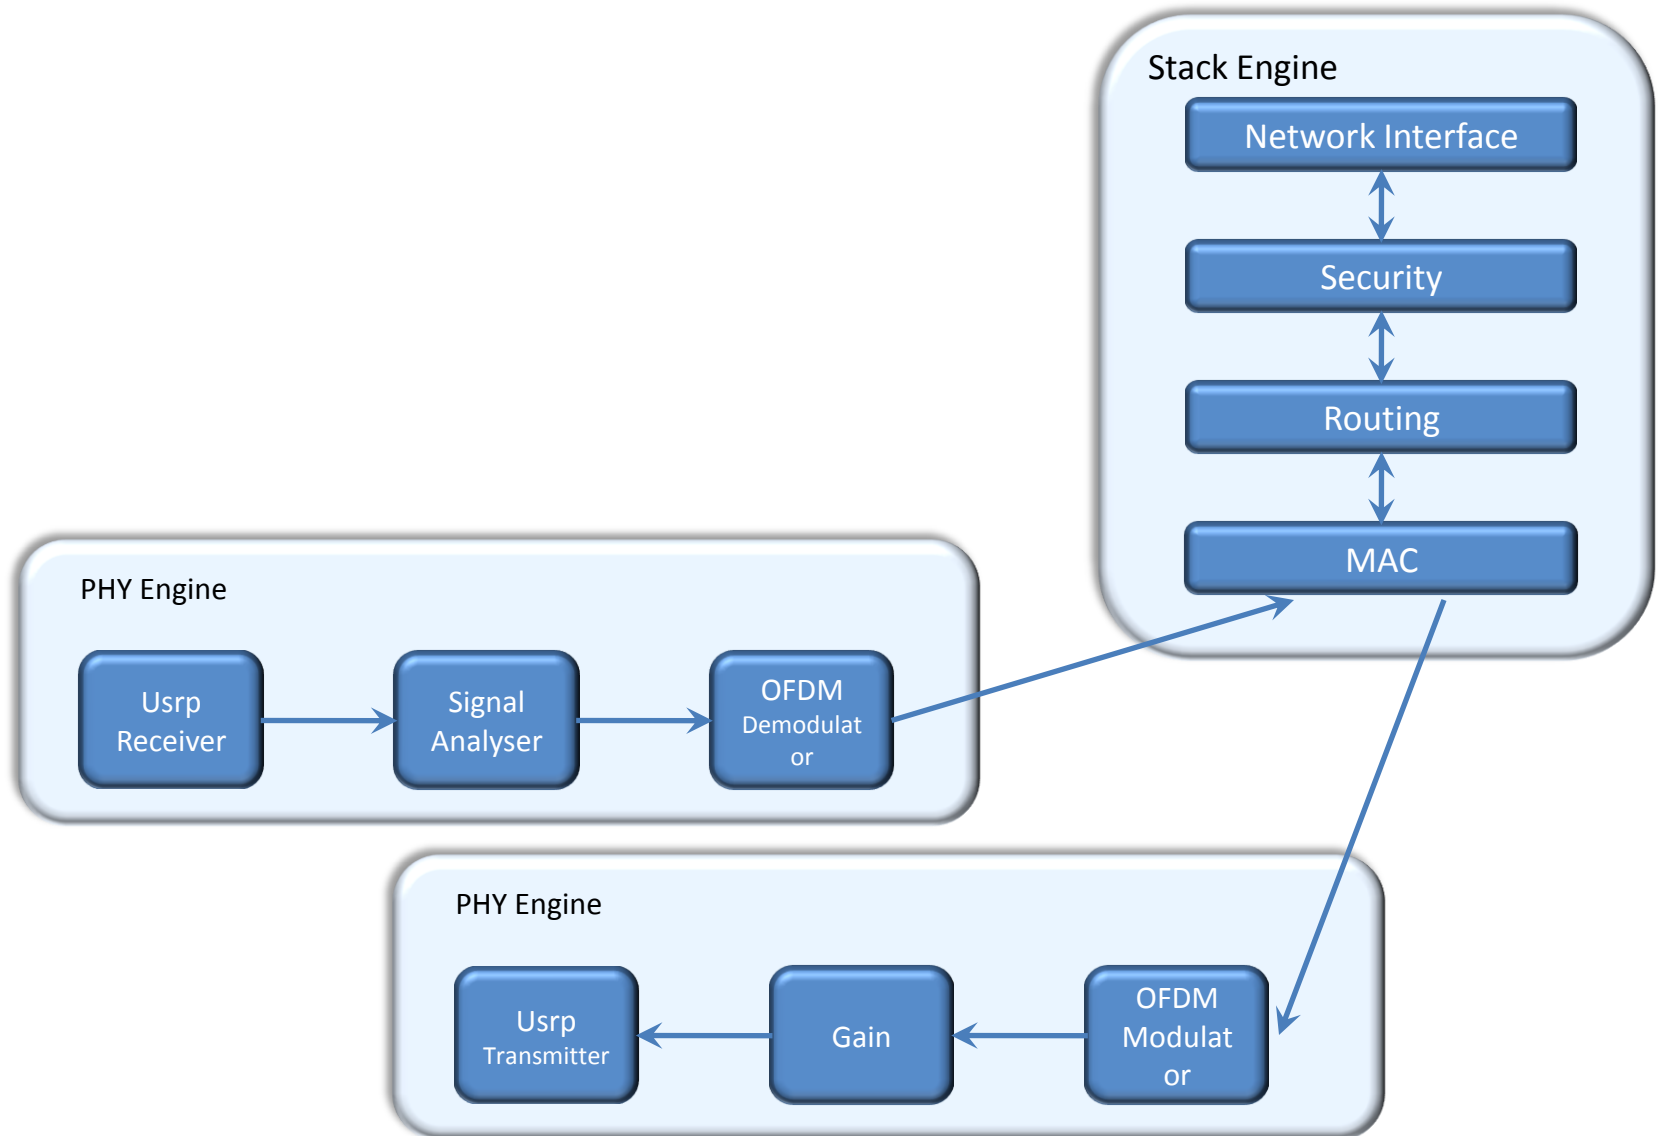 Stack Engine
Network Interface
Security
Routing
MAC
PHY Engine
Usrp
Receiver
Signal
Analyser
OFDM
Demodulat
or
PHY Engine
Usrp
Transmitter
Gain
OFDM
Modulat
or